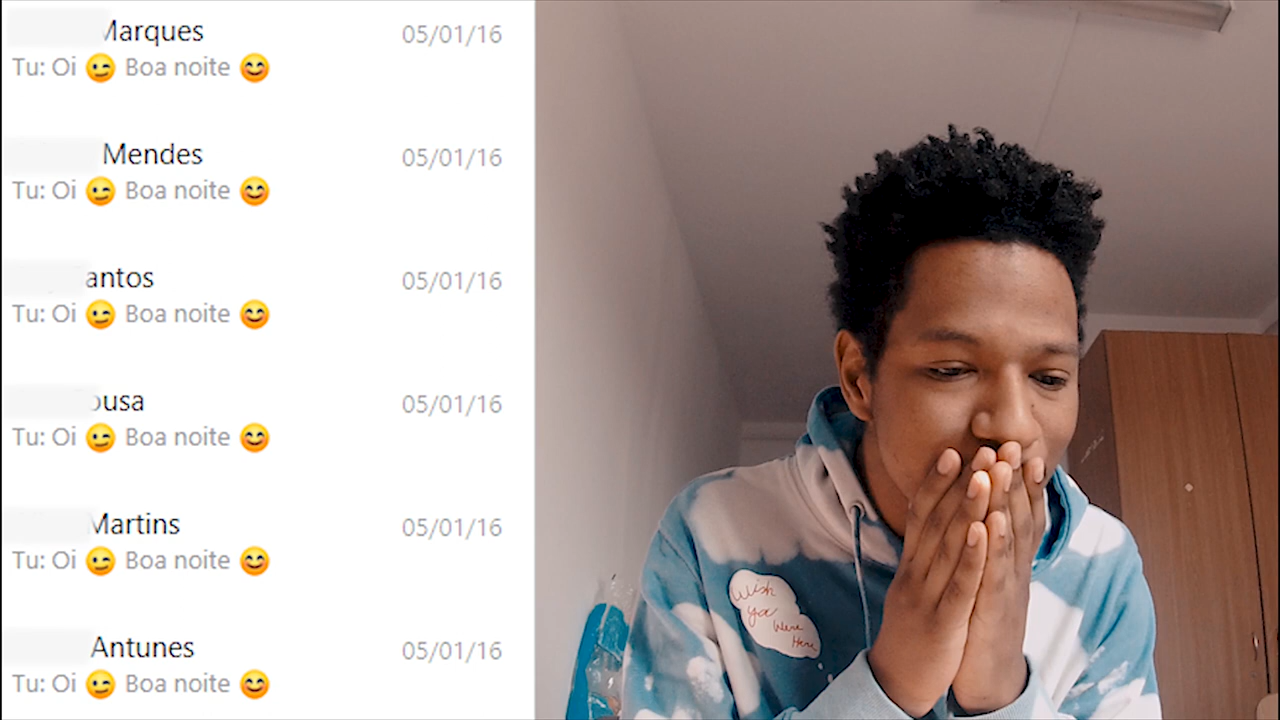 Marques 05/01/16
Tu: Oi 😉 Boa noite 😊
Mendes 05/01/16
Tu: Oi 😉 Boa noite 😊
antos 05/01/16
Tu: Oi 😉 Boa noite 😊
ousa 05/01/16
Tu: Oi 😉 Boa noite 😊
Martins 05/01/16
Tu: Oi 😉 Boa noite 😊
Antunes 05/01/16
Tu: Oi 😉 Boa noite 😊
Wish
you
Were
Here